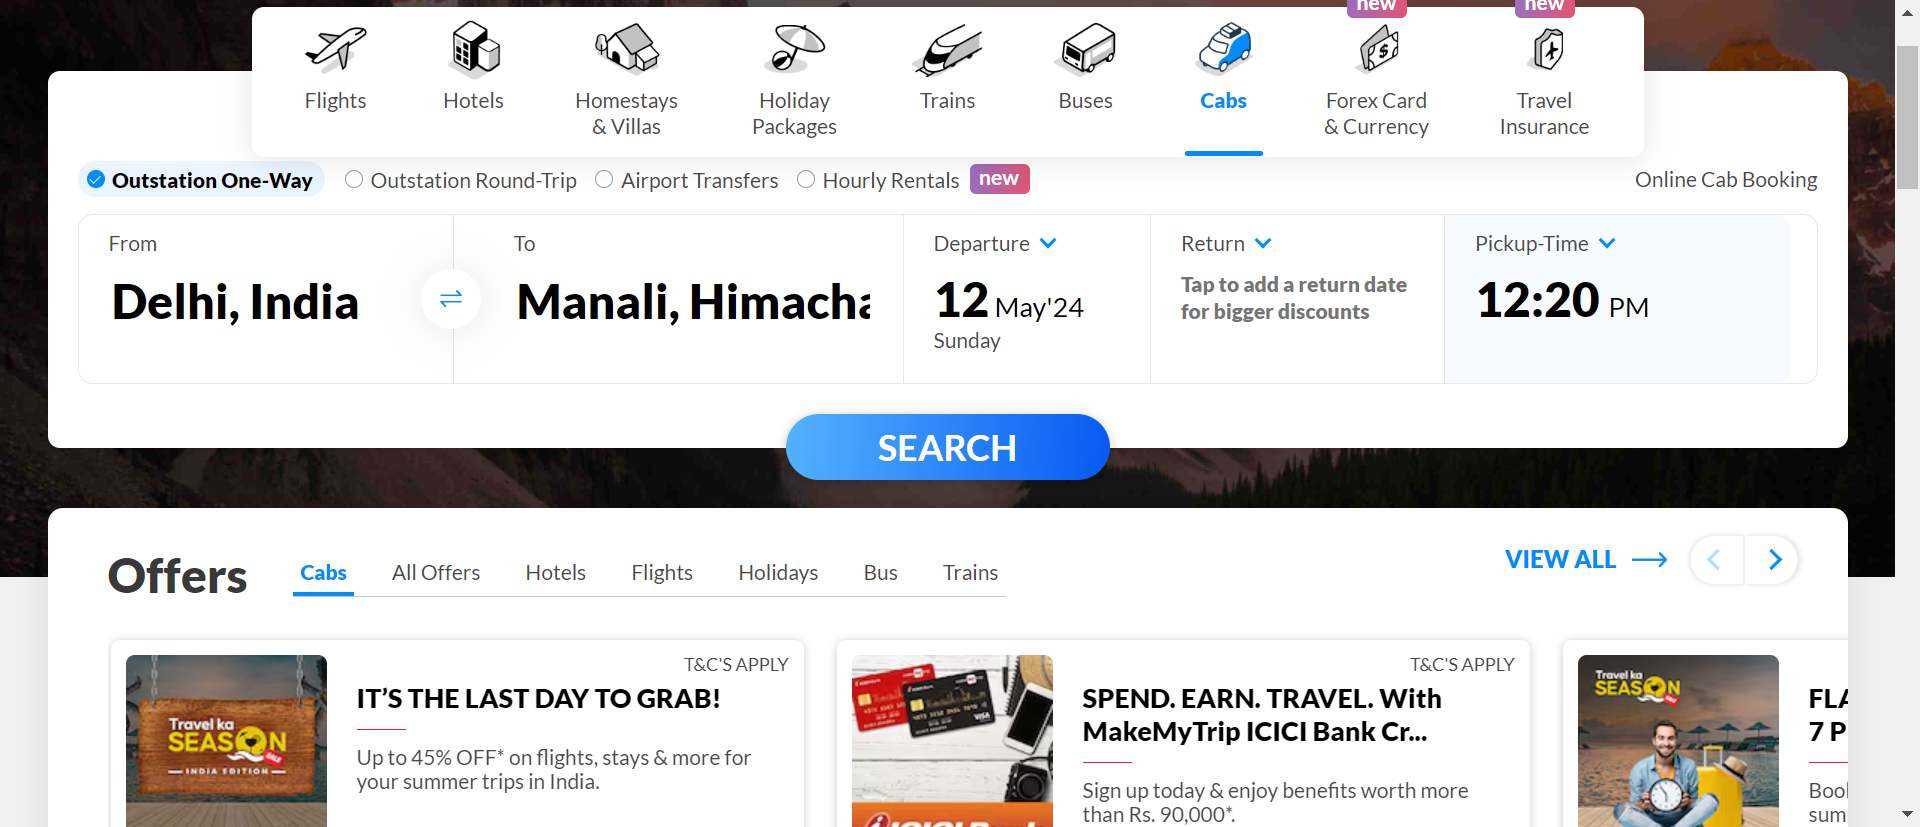 new
new
Flights
Hotels
Homestays
& Villas
Holiday
Packages
Trains
Buses
Cabs
Forex Card
& Currency
Travel
Insurance
Outstation One-Way
Outstation Round-Trip
Airport Transfers
Hourly Rentals
new
Online Cab Booking
From
Delhi, India
To
Manali, Himacha
Departure
12 May'24
Sunday
Return
Tap to add a return date
for bigger discounts
Pickup-Time
12:20 PM
SEARCH
Offers
Cabs
All Offers
Hotels
Flights
Holidays
Bus
Trains
VIEW ALL
Travel ka
SEASON
SALE
INDIA EDITION
T&C'S APPLY
IT’S THE LAST DAY TO GRAB!
Up to 45% OFF* on flights, stays & more for
your summer trips in India.
VISA
T&C'S APPLY
SPEND. EARN. TRAVEL. With
MakeMyTrip ICICI Bank Cr...
Sign up today & enjoy benefits worth more
than Rs. 90,000*.
Travel ka
SEASON
SALE
FLA
7 P
Bool
sum